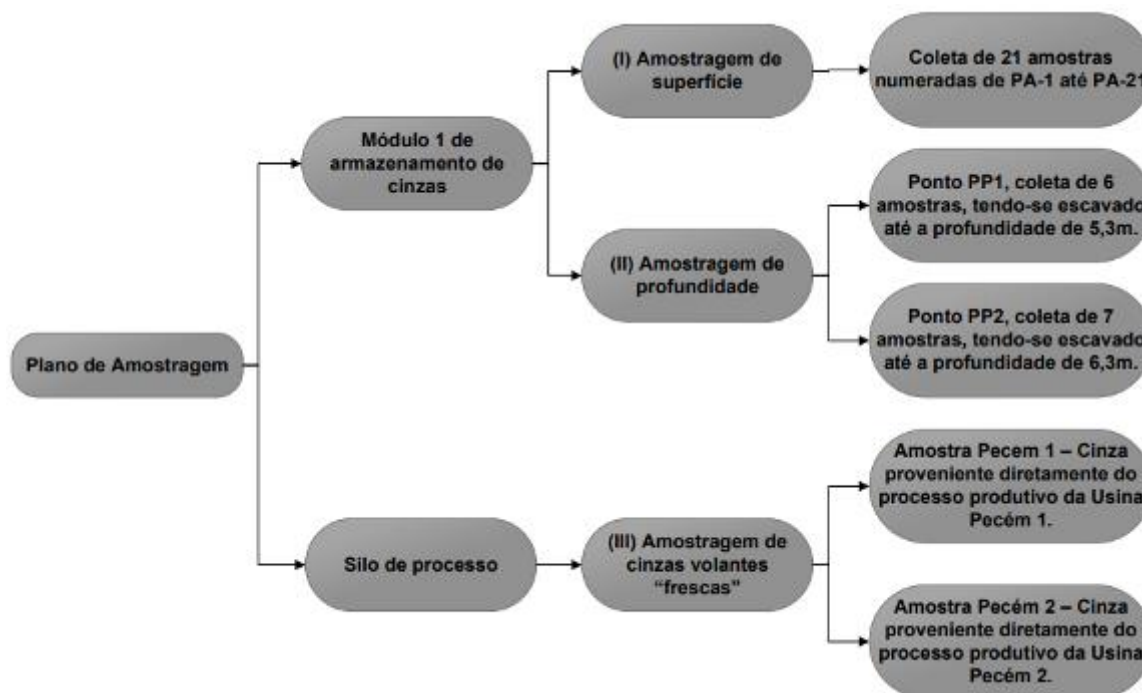 Plano de Amostragem
Módulo 1 de
armazenamento de
cinzas
(I) Amostragem de
superfície
Coleta de 21 amostras
numeradas de PA-1 até PA-21
(II) Amostragem de
profundidade
Ponto PP1, coleta de 6
amostras, tendo-se escavado
até a profundidade de 5,3m.
Ponto PP2, coleta de 7
amostras, tendo-se escavado
até a profundidade de 6,3m.
Silo de processo
(III) Amostragem de
cinzas volantes
"frescas"
Amostra Pecem 1 – Cinza
proveniente diretamente do
processo produtivo da Usina
Pecém 1.
Amostra Pecém 2 – Cinza
proveniente diretamente do
processo produtivo da Usina
Pecém 2.